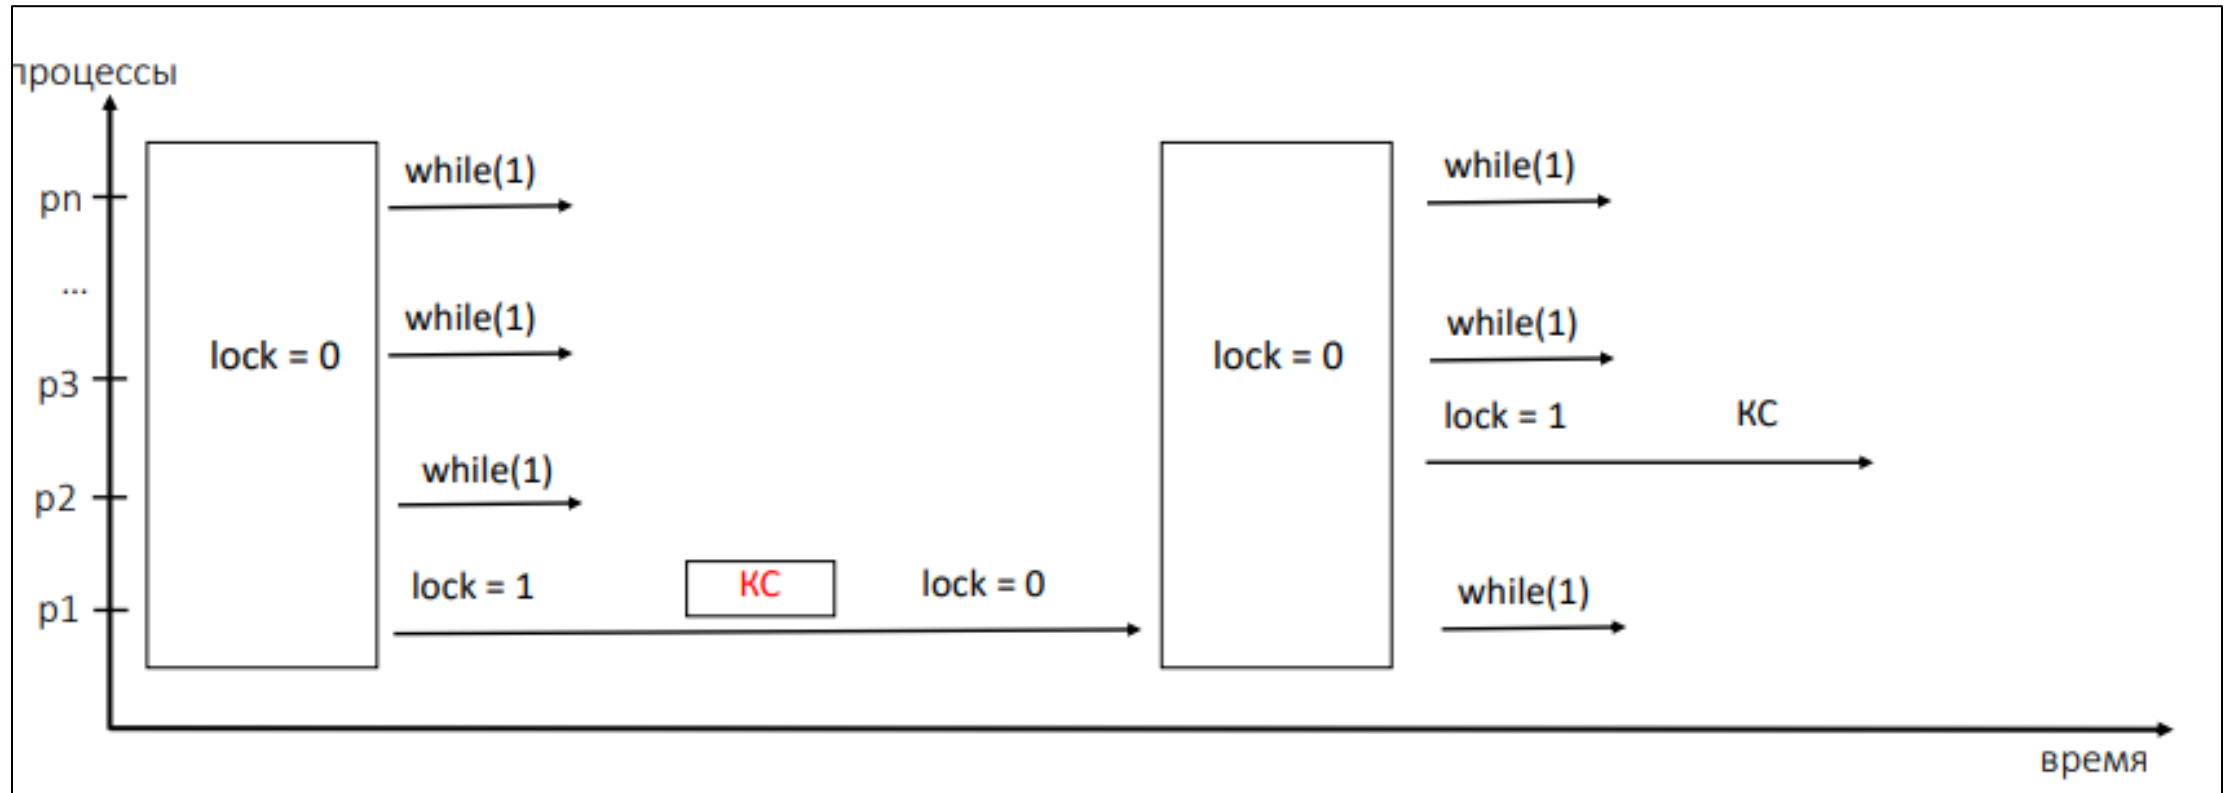 процессы
while(1)
while(1)
pn
...
while(1)
while(1)
lock = 0
lock = 0
p3
lock = 1
КС
while(1)
p2
lock = 1
КС
lock = 0
while(1)
p1
время